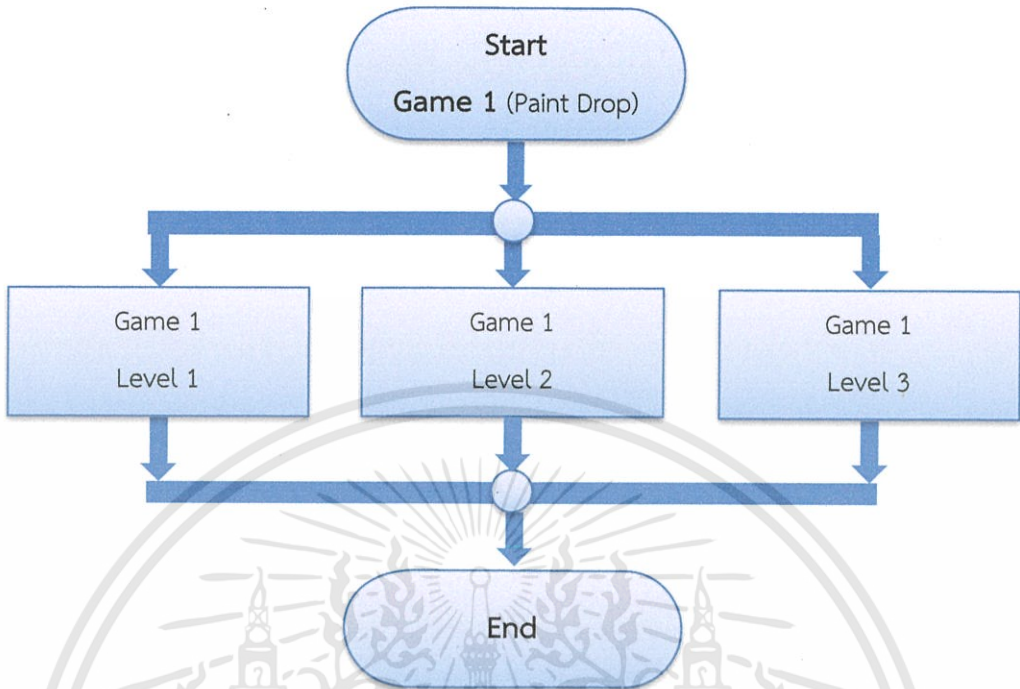 Start
Game 1 (Paint Drop)
Game 1
Level 1
Game 1
Level 2
Game 1
Level 3
End